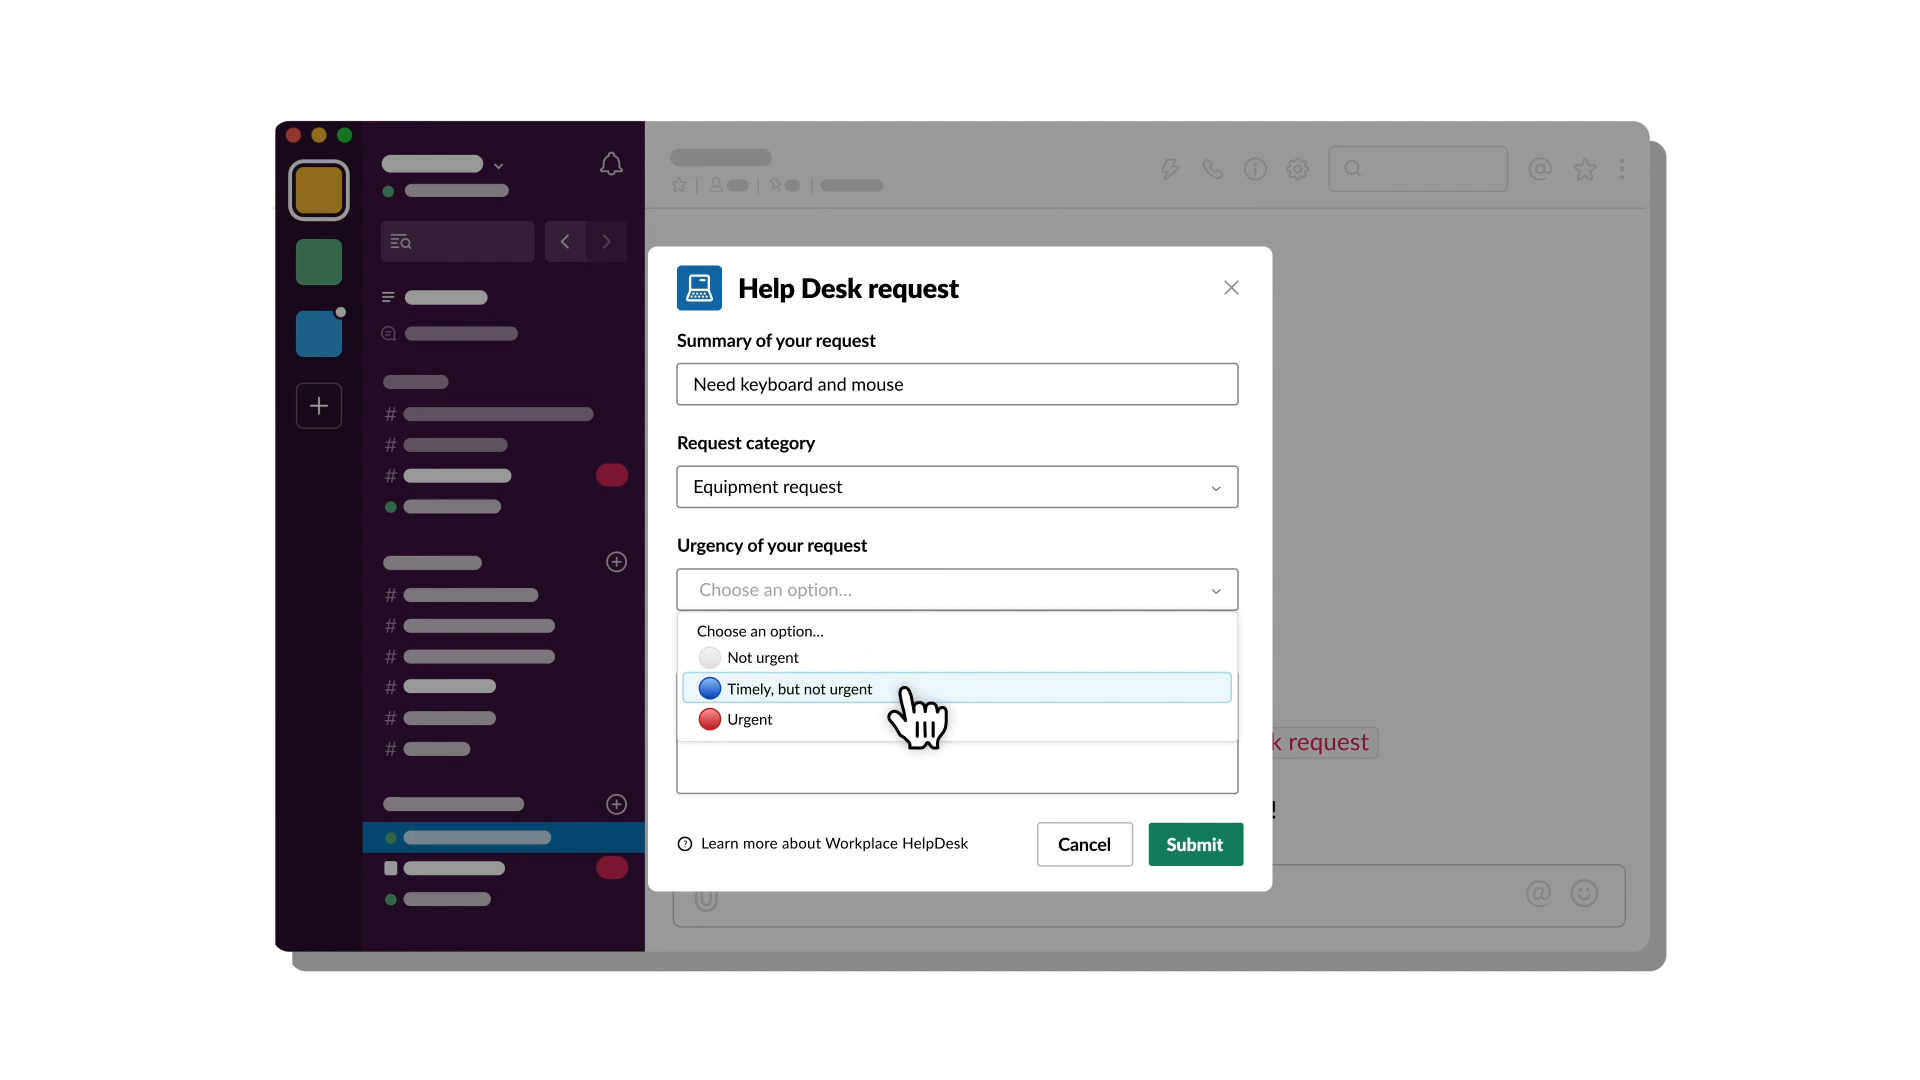 Help Desk request
Summary of your request
Need keyboard and mouse
Request category
Equipment request
Urgency of your request
Choose an option...
Choose an option...
Not urgent
Timely, but not urgent
Urgent
k request
!
Learn more about Workplace HelpDesk
Cancel
Submit